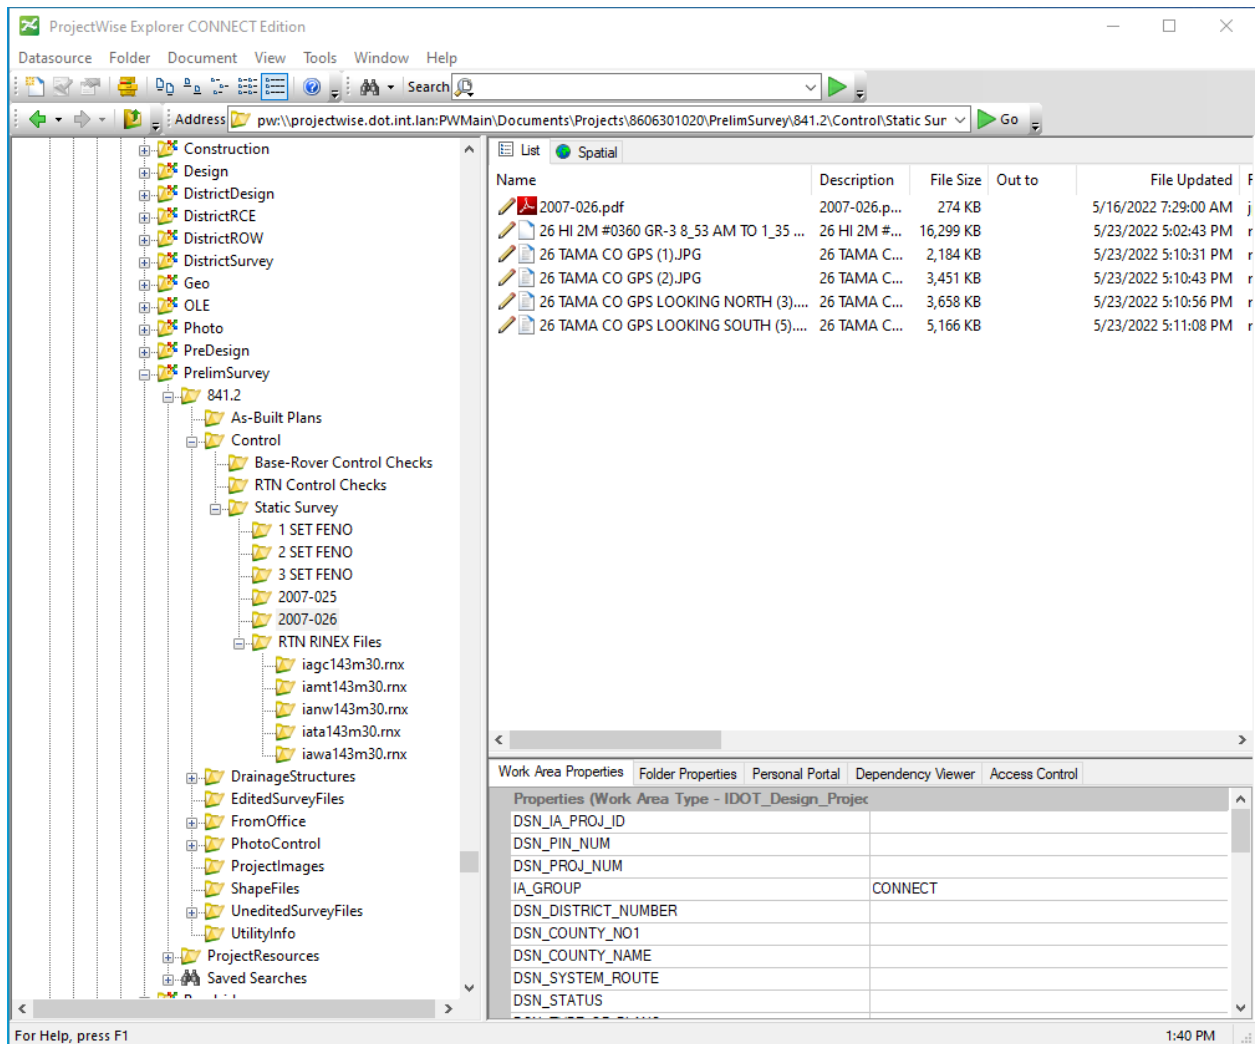 ProjectWise Explorer CONNECT Edition
Datasource Folder Document View Tools Window Help
Search
Address pw:\\projectwise.dot.int.lan:PWMain\Documents\Projects\8606301020\PrelimSurvey\841.2\Control\Static Sur Go
Construction
Design
DistrictDesign
DistrictRCE
DistrictROW
DistrictSurvey
Geo
OLE
Photo
PreDesign
PrelimSurvey
841.2
As-Built Plans
Control
Base-Rover Control Checks
RTN Control Checks
Static Survey
1 SET FENO
2 SET FENO
3 SET FENO
2007-025
2007-026
RTN RINEX Files
iagc143m30.rnx
iamt143m30.rnx
ianw143m30.rnx
iata143m30.rnx
iawa143m30.rnx
DrainageStructures
EditedSurveyFiles
FromOffice
PhotoControl
ProjectImages
ShapeFiles
UneditedSurveyFiles
UtilityInfo
ProjectResources
Saved Searches
List Spatial
Name Description File Size Out to File Updated F
2007-026.pdf 2007-026.p... 274 KB 5/16/2022 7:29:00 AM j
26 HI 2M #0360 GR-3 8_53 AM TO 1_35 ... 26 HI 2M #... 16,299 KB 5/23/2022 5:02:43 PM r
26 TAMA CO GPS (1).JPG 26 TAMA C... 2,184 KB 5/23/2022 5:10:31 PM r
26 TAMA CO GPS (2).JPG 26 TAMA C... 3,451 KB 5/23/2022 5:10:43 PM r
26 TAMA CO GPS LOOKING NORTH (3).... 26 TAMA C... 3,658 KB 5/23/2022 5:10:56 PM r
26 TAMA CO GPS LOOKING SOUTH (5).... 26 TAMA C... 5,166 KB 5/23/2022 5:11:08 PM r
Work Area Properties Folder Properties Personal Portal Dependency Viewer Access Control
Properties (Work Area Type - IDOT_Design_Projec
DSN_IA_PROJ_ID
DSN_PIN_NUM
DSN_PROJ_NUM
IA_GROUP CONNECT
DSN_DISTRICT_NUMBER
DSN_COUNTY_NO1
DSN_COUNTY_NAME
DSN_SYSTEM_ROUTE
DSN_STATUS
For Help, press F1 1:40 PM